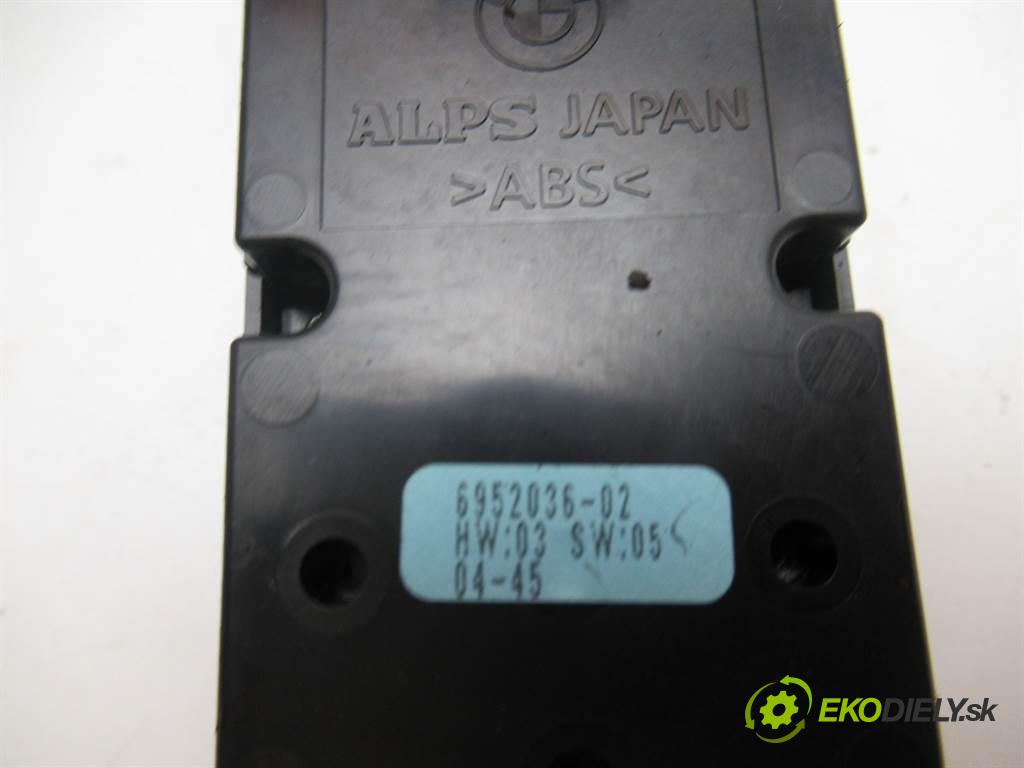 ALPS JAPAN
>ABS<
6952036-02
HW:03 SW:05
04-45
EKODIELY.sk